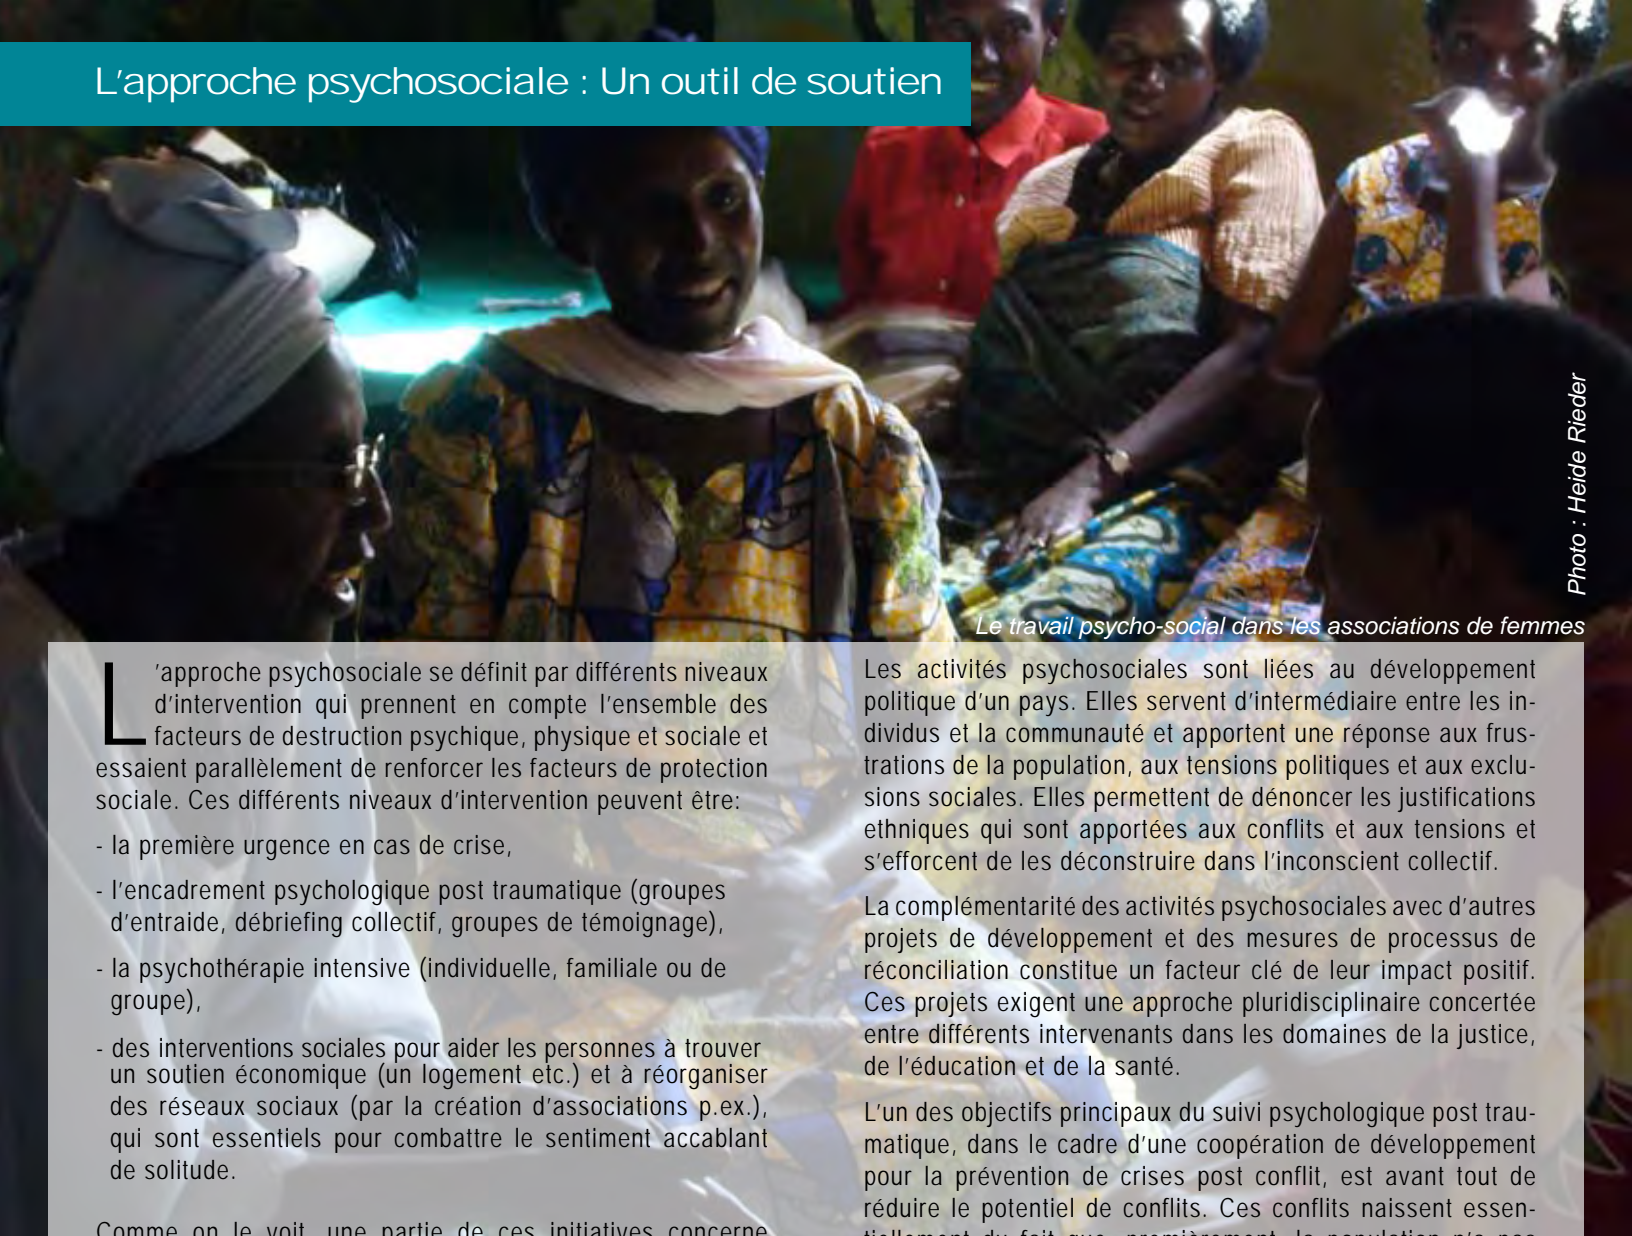 L'approche psychosociale : Un outil de soutien
Photo : Heide Rieder
Le travail psycho-social dans les associations de femmes
L'approche psychosociale se définit par différents niveaux
d'intervention qui prennent en compte l'ensemble des
facteurs de destruction psychique, physique et sociale et
essaient parallèlement de renforcer les facteurs de protection
sociale. Ces différents niveaux d'intervention peuvent être:
- la première urgence en cas de crise,
- l'encadrement psychologique post traumatique (groupes
d'entraide, débriefing collectif, groupes de témoignage),
- la psychothérapie intensive (individuelle, familiale ou de
groupe),
- des interventions sociales pour aider les personnes à trouver
un soutien économique (un logement etc.) et à réorganiser
des réseaux sociaux (par la création d'associations p.ex.),
qui sont essentiels pour combattre le sentiment accablant
de solitude.
Comme on le voit, une partie de ces initiatives concerne
Les activités psychosociales sont liées au développement
politique d'un pays. Elles servent d'intermédiaire entre les in-
dividus et la communauté et apportent une réponse aux frus-
trations de la population, aux tensions politiques et aux exclu-
sions sociales. Elles permettent de dénoncer les justifications
ethniques qui sont apportées aux conflits et aux tensions et
s'efforcent de les déconstruire dans l'inconscient collectif.
La complémentarité des activités psychosociales avec d'autres
projets de développement et des mesures de processus de
réconciliation constitue un facteur clé de leur impact positif.
Ces projets exigent une approche pluridisciplinaire concertée
entre différents intervenants dans les domaines de la justice,
de l'éducation et de la santé.
L'un des objectifs principaux du suivi psychologique post trau-
matique, dans le cadre d'une coopération de développement
pour la prévention de crises post conflit, est avant tout de
réduire le potentiel de conflits. Ces conflits naissent essen-
tiellement du fait que, premièrement, la population n'a pas